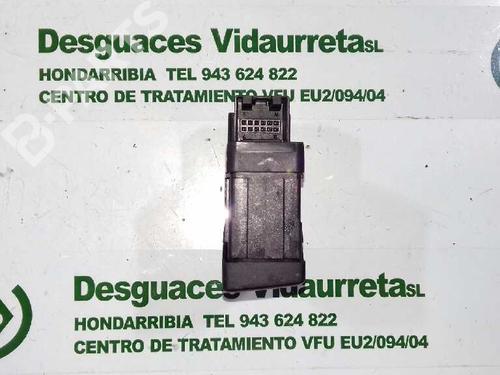 Desguaces VidaurretaSL
HONDARRIBIA TEL 943 624 822
CENTRO DE TRATAMIENTO VFU EU2/094/04
Desguaces VidaurretaSL
HONDARRIBIA TEL 943 624 822
CENTRO DE TRATAMIENTO VFU EU2/094/04